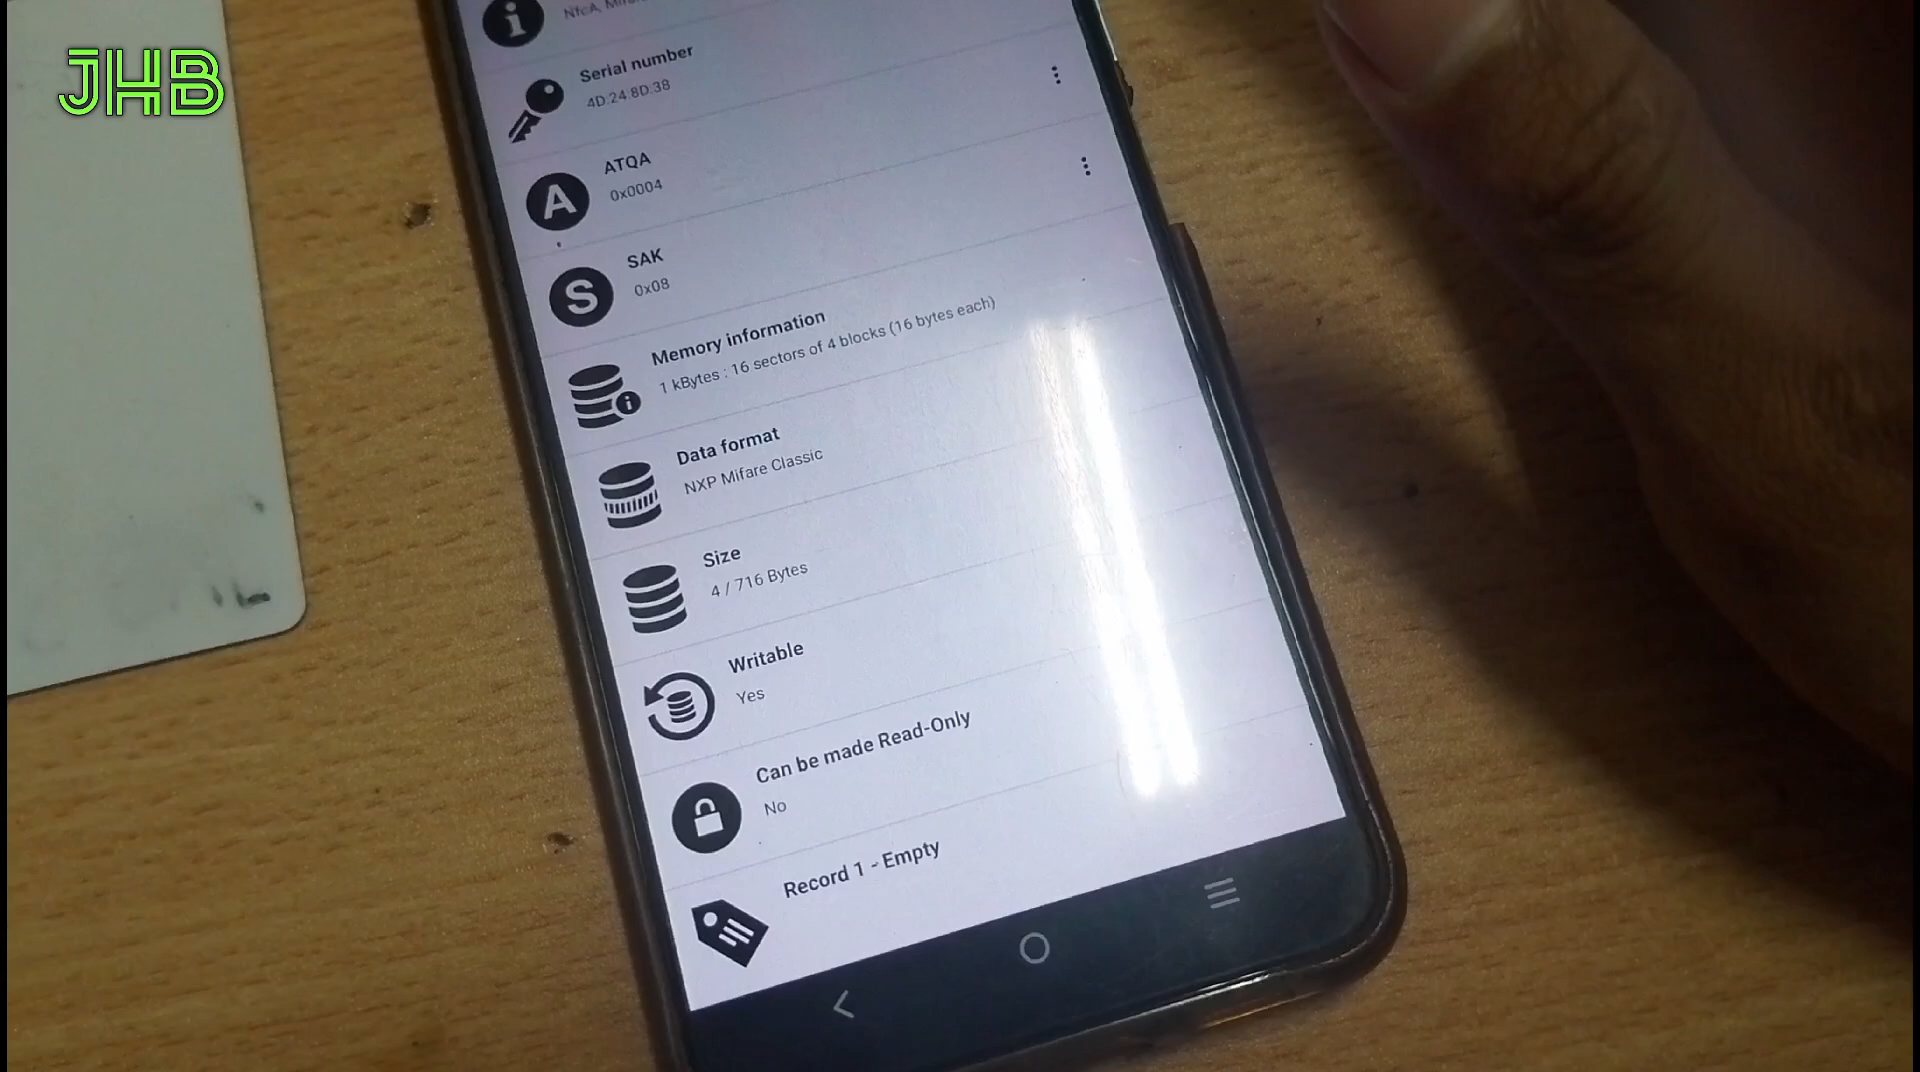 JHB
NfcA,
Serial number
4D:24:8D:38
ATQA
0x0004
SAK
0x08
Memory information
1 kBytes : 16 sectors of 4 blocks (16 bytes each)
Data format
NXP Mifare Classic
Size
4 / 716 Bytes
Writable
Yes
Can be made Read-Only
No
Record 1 - Empty